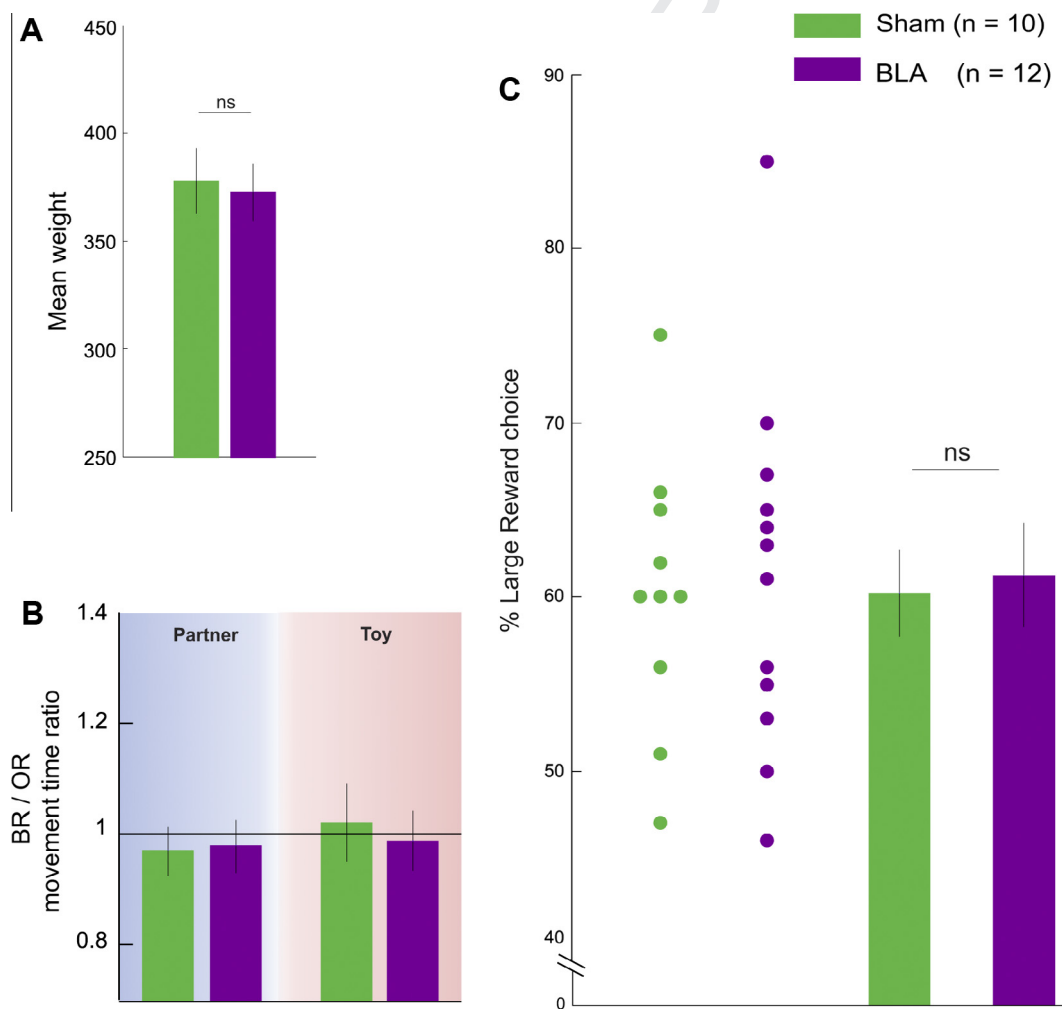 A
450
400
350
300
250
Mean weight
ns
Sham (n = 10)
BLA (n = 12)
C
90
80
70
60
50
40
0
% Large Reward choice
ns
B
1.4
1.2
1
0.8
BR / OR
movement time ratio
Partner
Toy